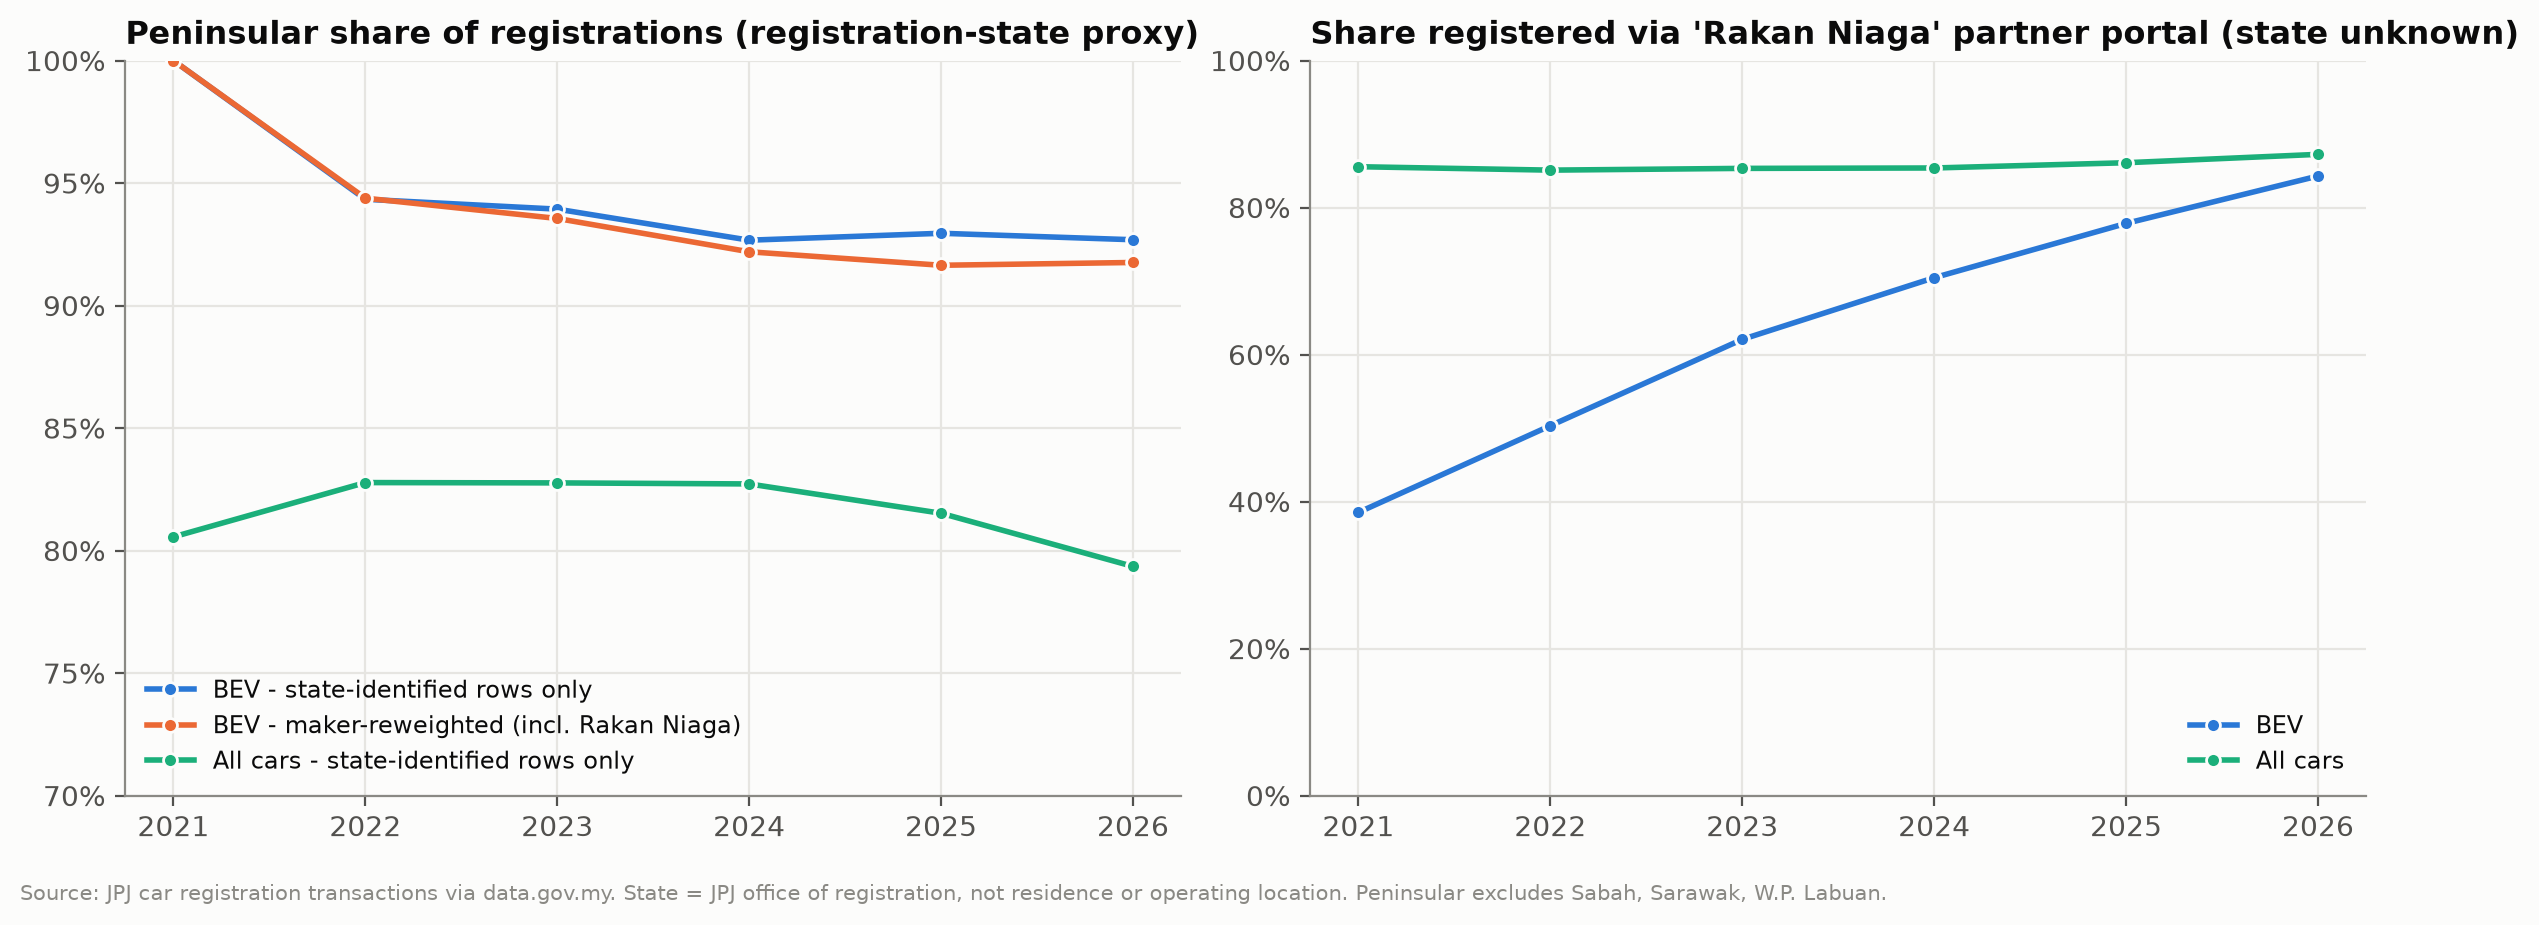 Peninsular share of registrations (registration-state proxy)
100%
95%
90%
85%
80%
75%
70%
BEV - state-identified rows only
BEV - maker-reweighted (incl. Rakan Niaga)
All cars - state-identified rows only
2021 2022 2023 2024 2025 2026
Share registered via 'Rakan Niaga' partner portal (state unknown)
100%
80%
60%
40%
20%
0%
BEV
All cars
2021 2022 2023 2024 2025 2026
Source: JPJ car registration transactions via data.gov.my. State = JPJ office of registration, not residence or operating location. Peninsular excludes Sabah, Sarawak, W.P. Labuan.